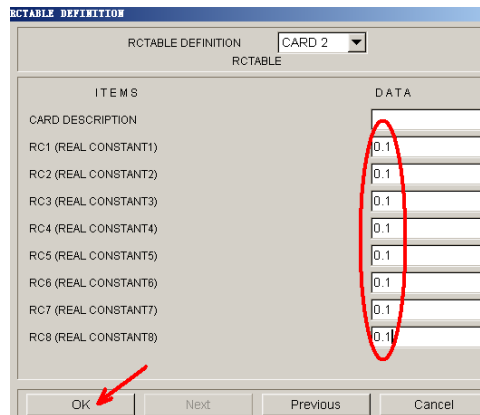 RCTABLE DEFINITION
RCTABLE DEFINITION CARD 2
RCTABLE
ITEMS DATA
CARD DESCRIPTION
RC1 (REAL CONSTANT1) 0.1
RC2 (REAL CONSTANT2) 0.1
RC3 (REAL CONSTANT3) 0.1
RC4 (REAL CONSTANT4) 0.1
RC5 (REAL CONSTANT5) 0.1
RC6 (REAL CONSTANT6) 0.1
RC7 (REAL CONSTANT7) 0.1
RC8 (REAL CONSTANT8) 0.1
OK Next Previous Cancel